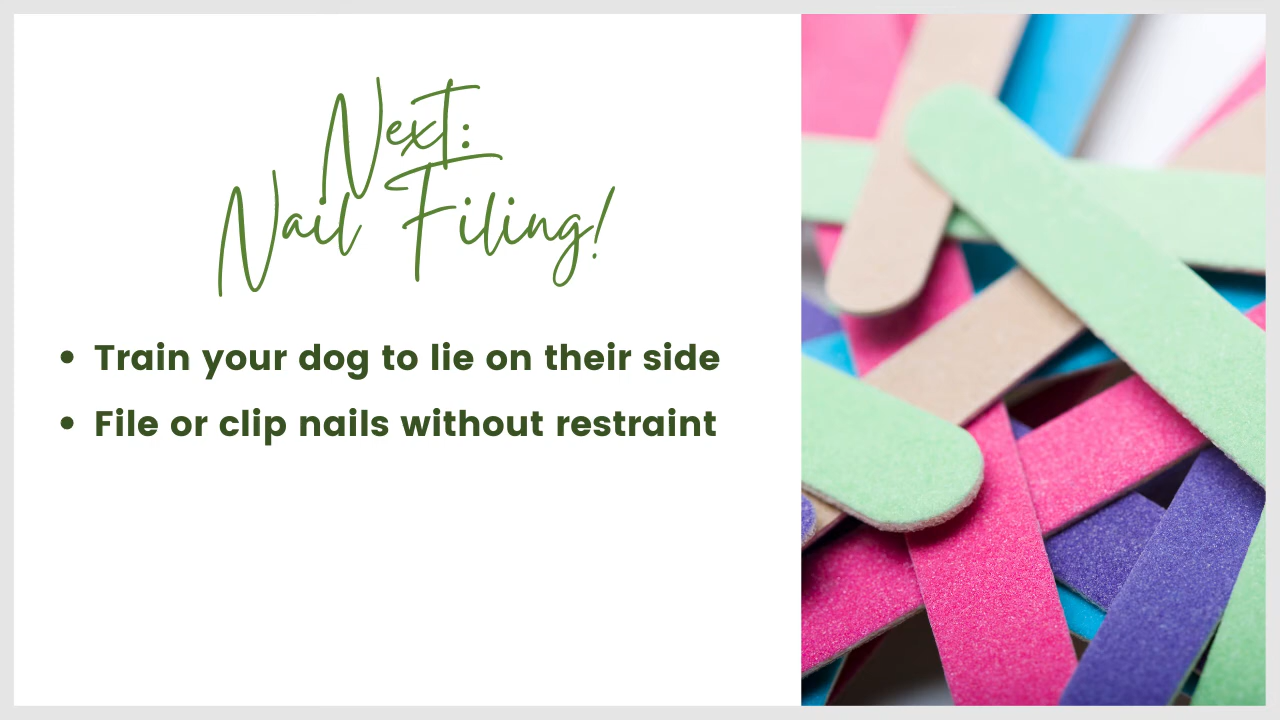 Next:
Nail Filing!
• Train your dog to lie on their side
• File or clip nails without restraint